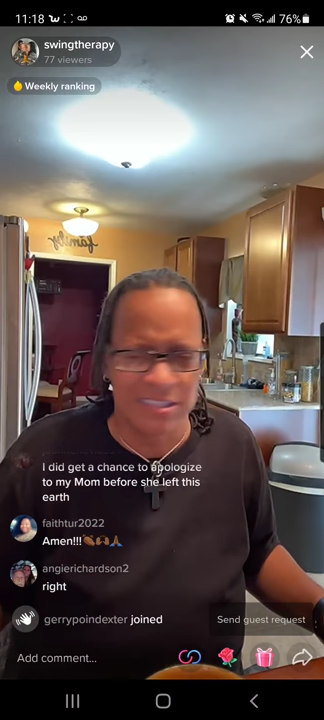 11:18
76%
swingtherapy
77 viewers
Weekly ranking
family
I did get a chance to apologize
to my Mom before she left this
earth
faithtur2022
Amen!!!
angierichardson2
right
gerrypoindexter joined
Send guest request
Add comment...